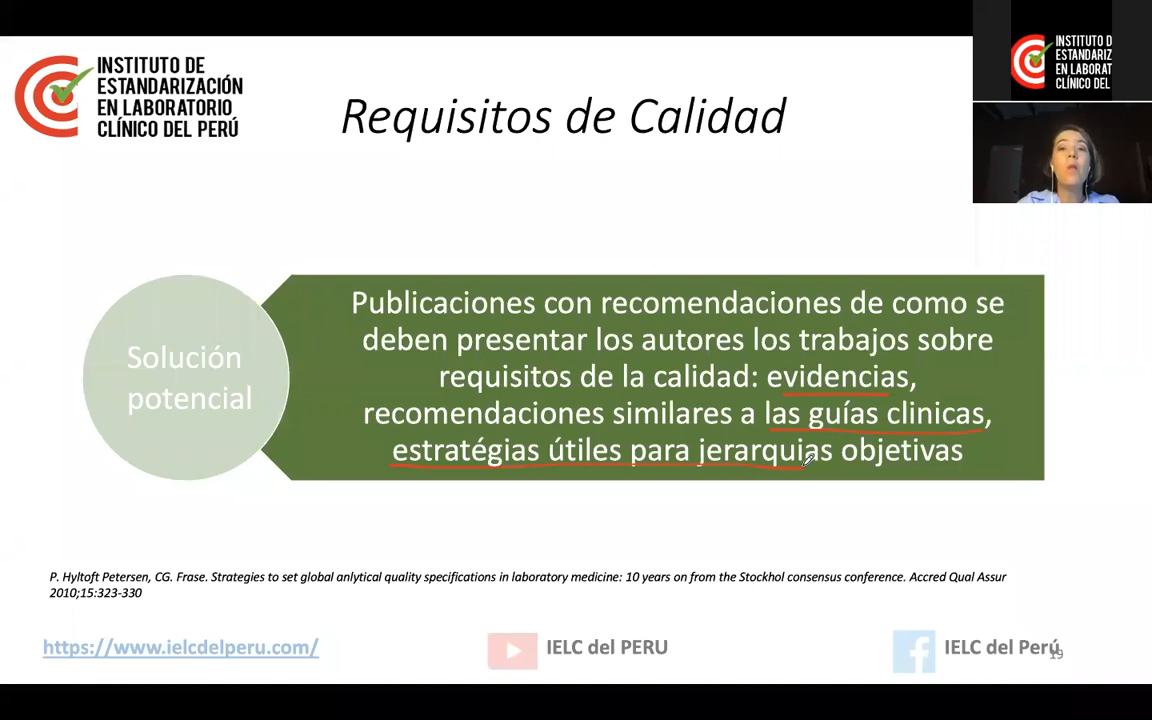 INSTITUTO DE
ESTANDARIZACIÓN
EN LABORATORIO
CLÍNICO DEL PERÚ
INSTITUTO D
ESTANDARIZ
EN LABORAT
CLÍNICO DEL
Requisitos de Calidad
Solución
potencial
Publicaciones con recomendaciones de como se
deben presentar los autores los trabajos sobre
requisitos de la calidad: evidencias,
recomendaciones similares a las guías clinicas,
estratégias útiles para jerarquias objetivas
P. Hyltoft Petersen, CG. Frase. Strategies to set global anlytical quality specifications in laboratory medicine: 10 years on from the Stockhol consensus conference. Accred Qual Assur
2010;15:323-330
https://www.ielcdelperu.com/
IELC del PERU
IELC del Perú
19